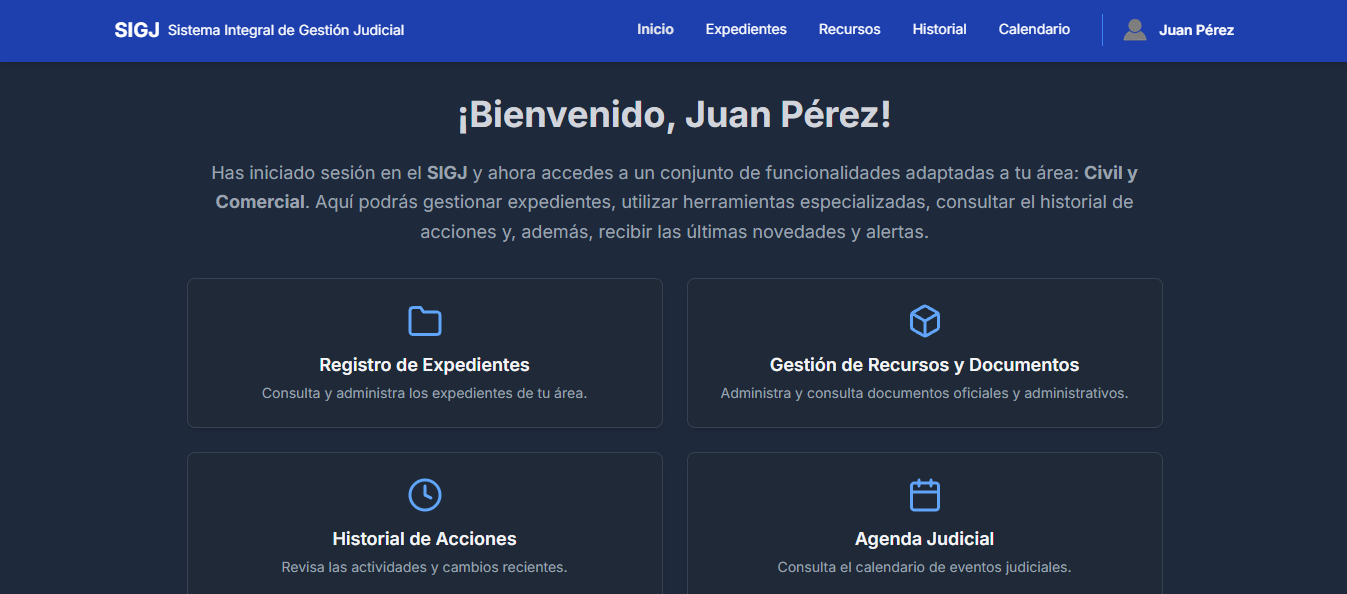 SIGJ Sistema Integral de Gestión Judicial
Inicio
Expedientes
Recursos
Historial
Calendario
Juan Pérez
¡Bienvenido, Juan Pérez!
Has iniciado sesión en el SIGJ y ahora accedes a un conjunto de funcionalidades adaptadas a tu área: Civil y
Comercial. Aquí podrás gestionar expedientes, utilizar herramientas especializadas, consultar el historial de
acciones y, además, recibir las últimas novedades y alertas.
Registro de Expedientes
Consulta y administra los expedientes de tu área.
Gestión de Recursos y Documentos
Administra y consulta documentos oficiales y administrativos.
Historial de Acciones
Revisa las actividades y cambios recientes.
Agenda Judicial
Consulta el calendario de eventos judiciales.